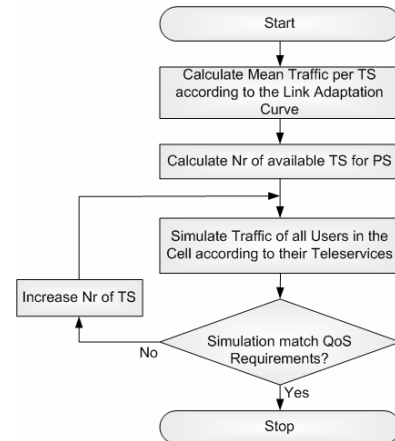 Start
Calculate Mean Traffic per TS
according to the Link Adaptation
Curve
Calculate Nr of available TS for PS
Simulate Traffic of all Users in the
Cell according to their Teleservices
Increase Nr of TS
Simulation match QoS
Requirements?
No
Yes
Stop